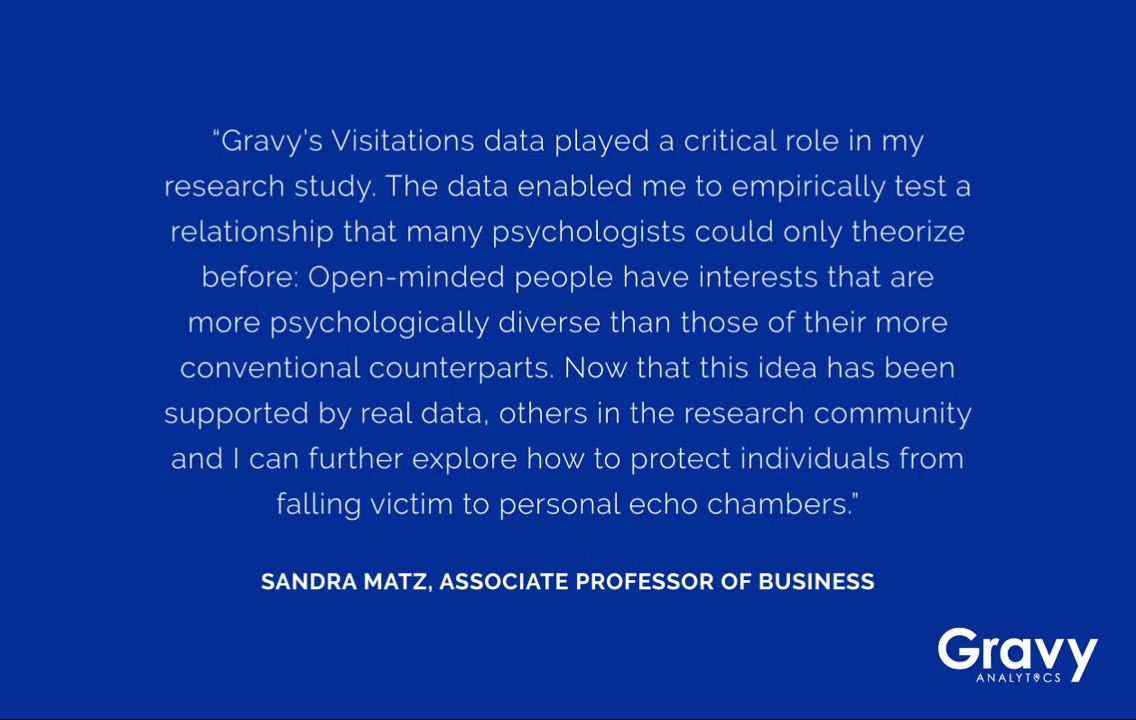 “Gravy’s Visitations data played a critical role in my
research study. The data enabled me to empirically test a
relationship that many psychologists could only theorize
before: Open-minded people have interests that are
more psychologically diverse than those of their more
conventional counterparts. Now that this idea has been
supported by real data, others in the research community
and I can further explore how to protect individuals from
falling victim to personal echo chambers.”
SANDRA MATZ, ASSOCIATE PROFESSOR OF BUSINESS
Gravy
ANALYTICS